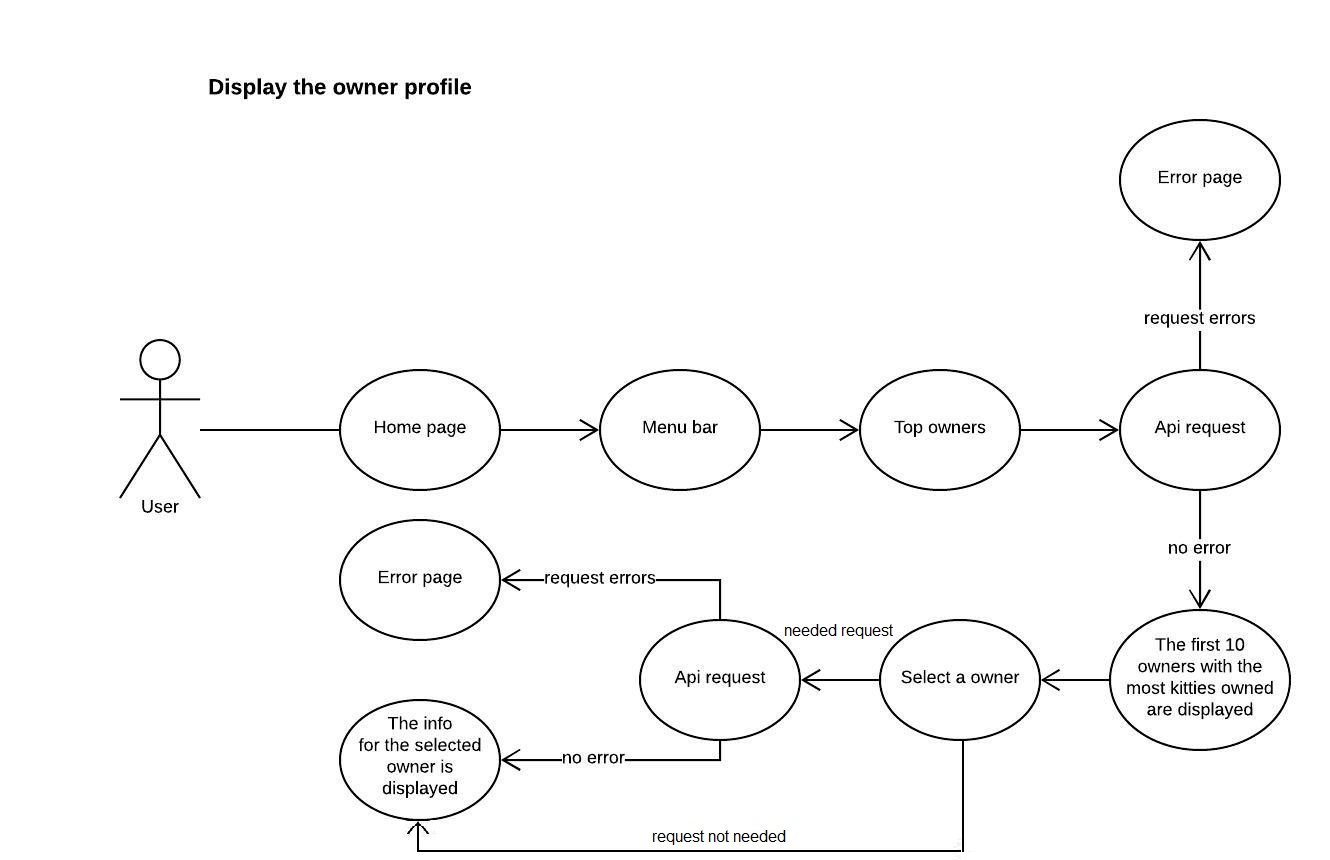 Display the owner profile
Error page
request errors
Home page
Menu bar
Top owners
Api request
User
no error
Error page
request errors
needed request
Api request
Select a owner
The first 10
owners with the
most kitties owned
are displayed
The info
for the selected
owner is
displayed
no error
request not needed